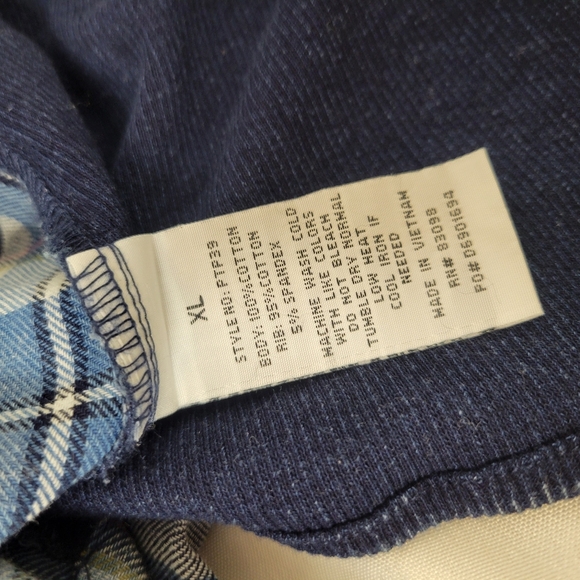 XL
STYLE NO: PTP39
BODY: 100%COTTON
RIB: 95%COTTON
5% SPANDEX
MACHINE WASH COLD
WITH LIKE COLORS
DO NOT BLEACH
TUMBLE DRY NORMAL
LOW HEAT
COOL IRON IF
NEEDED
MADE IN VIETNAM
RN# 83098
PO# D6901694